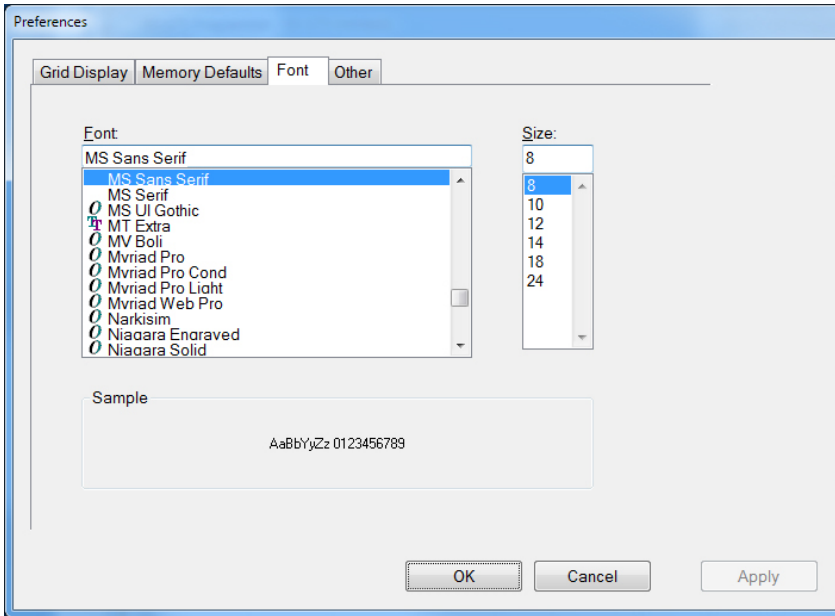 Preferences
Grid Display Memory Defaults Font Other
Font: Size:
MS Sans Serif 8
MS Sans Serif 8
MS Serif 10
MS UI Gothic 12
MT Extra 14
MV Boli 18
Myriad Pro 24
Myriad Pro Cond
Myriad Pro Light
Myriad Web Pro
Narkisim
Niagara Engraved
Niagara Solid
Sample
AaBbYyZz 0123456789
OK Cancel Apply